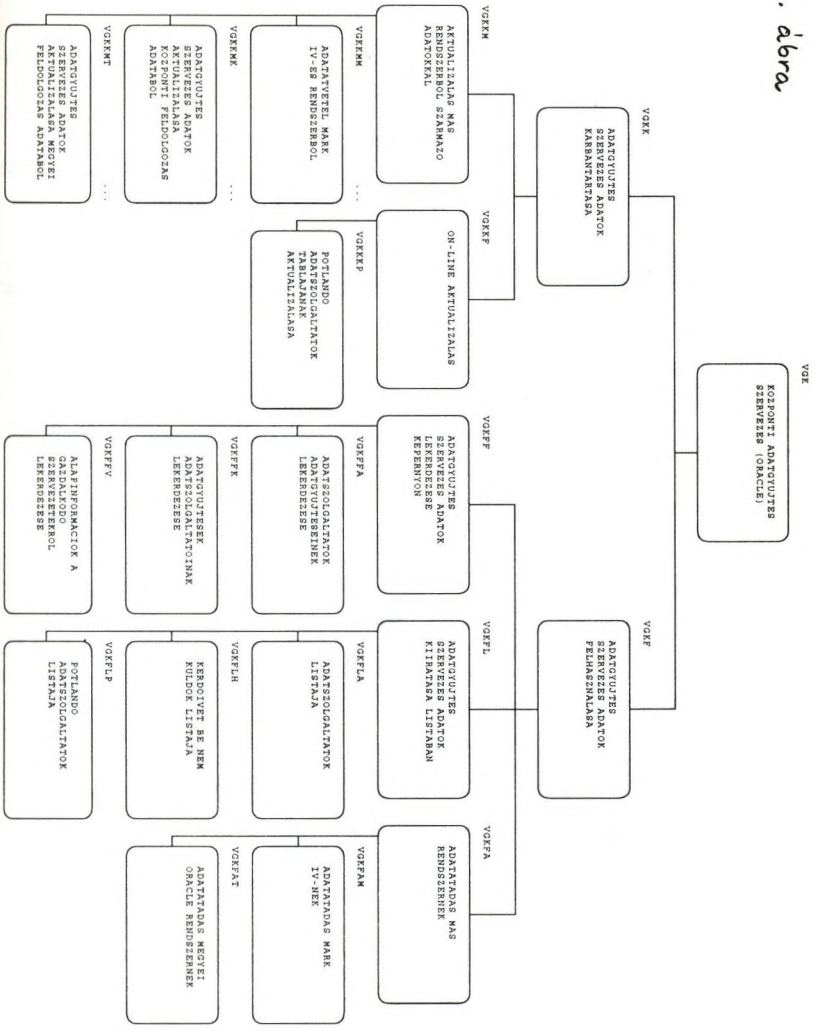 . ábra
VGK
KOZPONTI ADATGYUJTES
SZERVEZES (ORACLE)
VGKK
ADATGYUJTES
SZERVEZES ADATOK
KARBANTARTASA
VGKF
ADATGYUJTES
SZERVEZES ADATOK
FELHASZNALASA
VGKKM
AKTUALIZALAS MAS
RENDSZERBOL SZARMAZO
ADATOKKAL
VGKKF
ON-LINE AKTUALIZALAS
VGKFF
ADATGYUJTES
SZERVEZES ADATOK
LEKERDEZESE
KEPERNYON
VGKFL
ADATGYUJTES
SZERVEZES ADATOK
KIIRATASA LISTABAN
VGKFA
ADATATADAS MAS
RENDSZERNEK
VGKKMM
...
ADATATVETEL MARK
IV-ES RENDSZERBOL
VGKKKP
POTLANDO
ADATSZOLGALTATOK
TABLAJANAK
AKTUALIZALASA
VGKFFA
ADATSZOLGALTATOK
ADATGYUJTESEINEK
LEKERDEZESE
VGKFLA
ADATSZOLGALTATOK
LISTAJA
VGKFAM
ADATATADAS MARK
IV-NEK
VGKKMK
...
ADATGYUJTES
SZERVEZES ADATOK
AKTUALIZALASA
KOZPONTI FELDOLGOZAS
ADATABOL
VGKFFK
ADATGYUJTESEK
ADATSZOLGALTATOINAK
LEKERDEZESE
VGKFLH
KERDOIVET BE NEM
KULDOK LISTAJA
VGKFAT
ADATATADAS MEGYEI
ORACLE RENDSZERNEK
VGKKMT
...
ADATGYUJTES
SZERVEZES ADATOK
AKTUALIZALASA MEGYEI
FELDOLGOZAS ADATABOL
VGKFFV
ALAPINFORMACIOK A
GAZDALKODO
SZERVEZETEKROL
LEKERDEZESE
VGKFLP
POTLANDO
ADATSZOLGALTATOK
LISTAJA